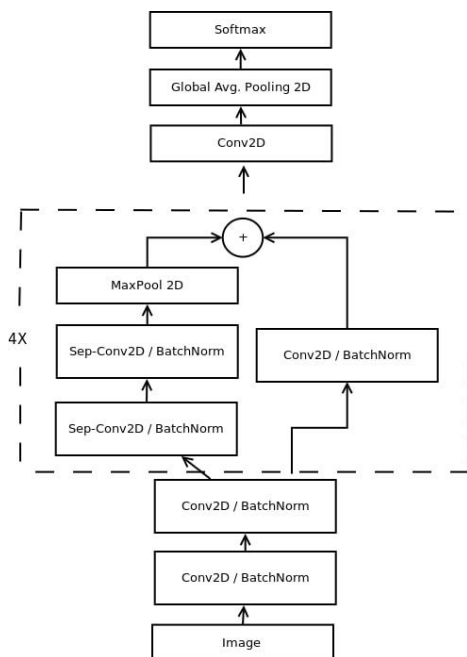 Softmax
Global Avg. Pooling 2D
Conv2D
+
MaxPool 2D
4X
Sep-Conv2D / BatchNorm
Conv2D / BatchNorm
Sep-Conv2D / BatchNorm
Conv2D / BatchNorm
Conv2D / BatchNorm
Image